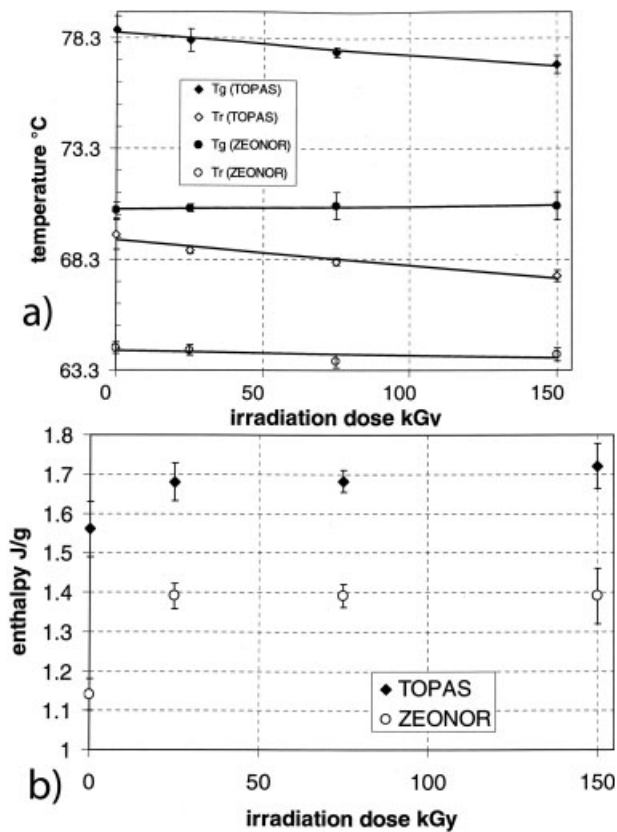 78.3
73.3
68.3
63.3
temperature °C
Tg (TOPAS)
Tr (TOPAS)
Tg (ZEONOR)
Tr (ZEONOR)
a)
0 50 100 150
irradiation dose kGy
1.8
1.7
1.6
1.5
1.4
1.3
1.2
1.1
1
enthalpy J/g
TOPAS
ZEONOR
b)
0 50 100 150
irradiation dose kGy